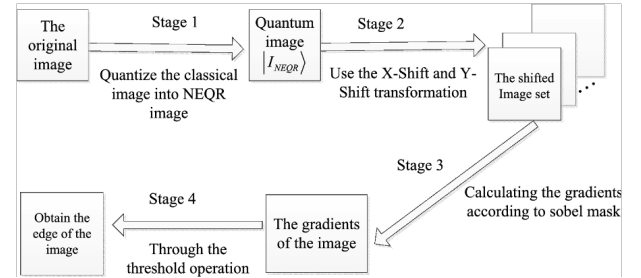 The
original
image
Stage 1
Quantize the classical
image into NEQR
image
Quantum
image
|I_NEQR⟩
Stage 2
Use the X-Shift and Y-
Shift transformation
The shifted
Image set
...
Stage 3
Calculating the gradients
according to sobel mask
The gradients
of the image
Stage 4
Through the
threshold operation
Obtain the
edge of the
image